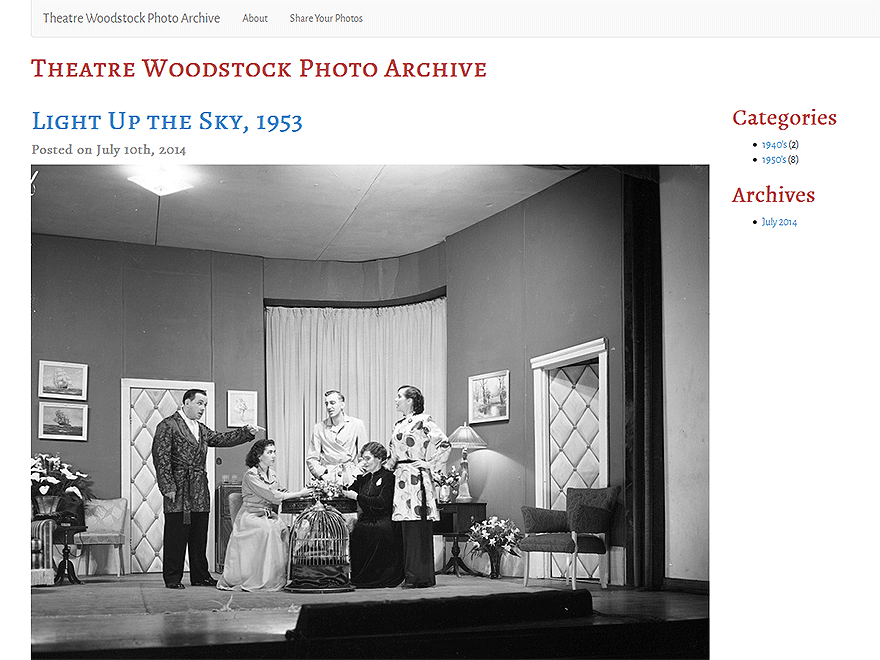 Theatre Woodstock Photo Archive About Share Your Photos
Theatre Woodstock Photo Archive
Light Up the Sky, 1953
Posted on July 10th, 2014
Categories
1940's (2)
1950's (8)
Archives
July 2014